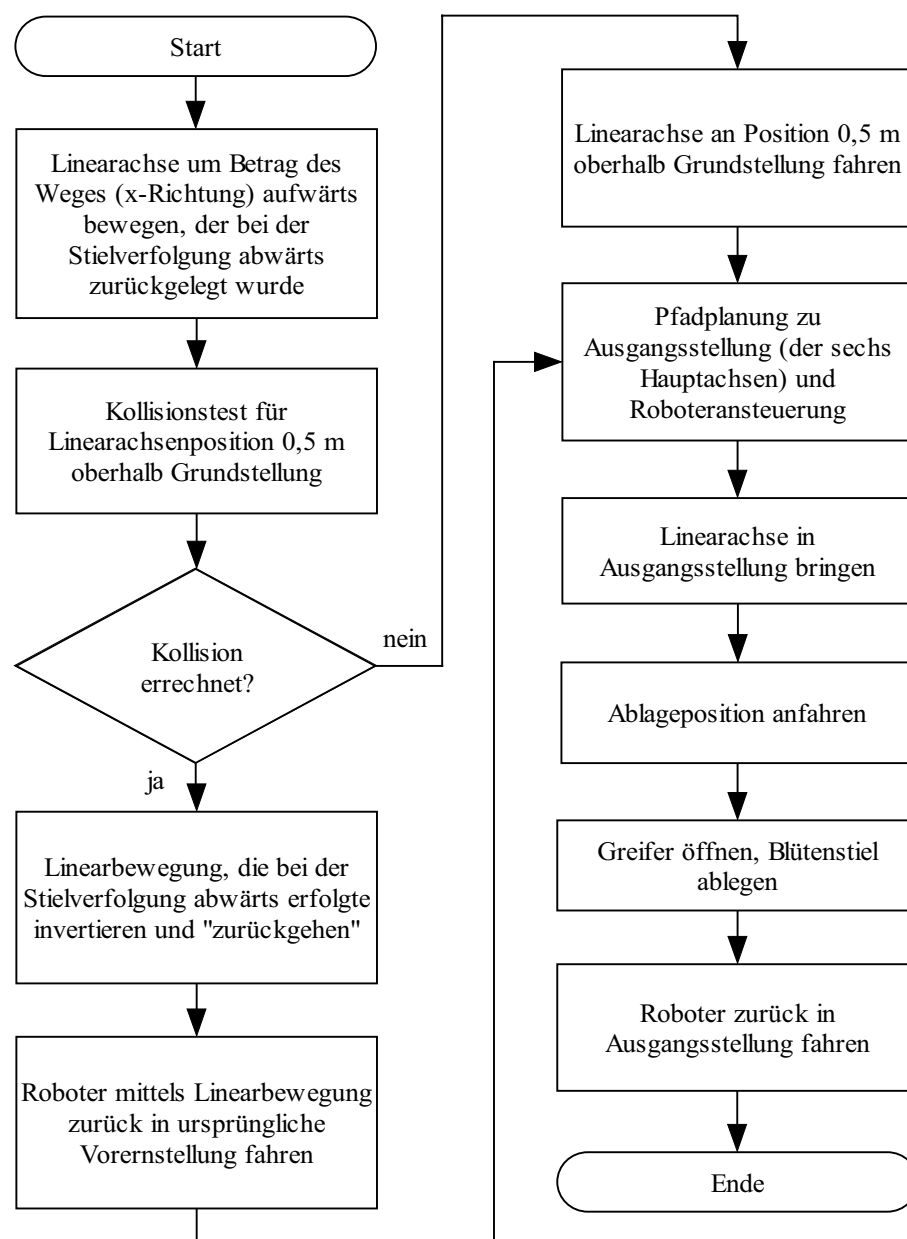 Start
Linearachse um Betrag des
Weges (x-Richtung) aufwärts
bewegen, der bei der
Stielverfolgung abwärts
zurückgelegt wurde
Kollisionstest für
Linearachsenposition 0,5 m
oberhalb Grundstellung
Kollision
errechnet?
nein
ja
Linearbewegung, die bei der
Stielverfolgung abwärts erfolgte
invertieren und "zurückgehen"
Roboter mittels Linearbewegung
zurück in ursprüngliche
Vorernstellung fahren
Linearachse an Position 0,5 m
oberhalb Grundstellung fahren
Pfadplanung zu
Ausgangsstellung (der sechs
Hauptachsen) und
Roboteransteuerung
Linearachse in
Ausgangsstellung bringen
Ablageposition anfahren
Greifer öffnen, Blütenstiel
ablegen
Roboter zurück in
Ausgangsstellung fahren
Ende